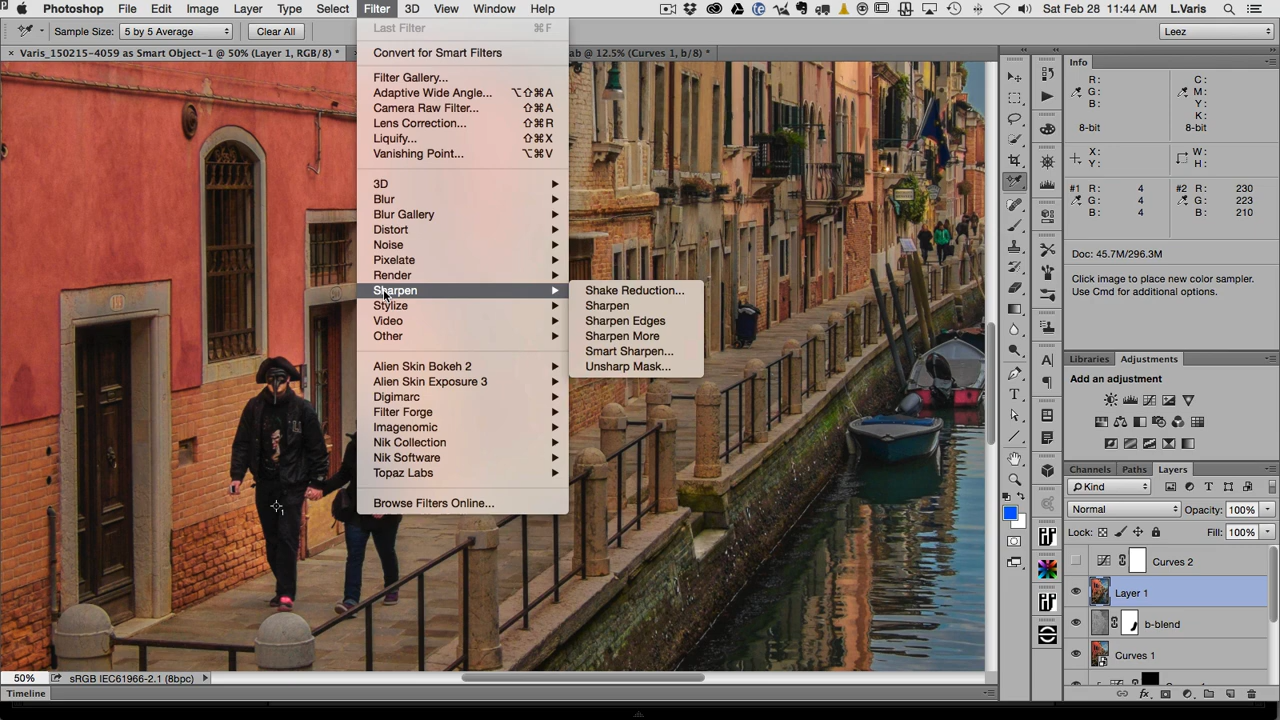 Photoshop File Edit Image Layer Type Select Filter 3D View Window Help Sat Feb 28 11:44 AM L.Varis
Sample Size: 5 by 5 Average Clear All Leez
× Varis_150215-4059 as Smart Object-1 @ 50% (Layer 1, RGB/8) * ab @ 12.5% (Curves 1, b/8) *
Last Filter ⌘F
Convert for Smart Filters
Filter Gallery...
Adaptive Wide Angle... ⌥⇧⌘A
Camera Raw Filter... ⇧⌘A
Lens Correction... ⇧⌘R
Liquify... ⇧⌘X
Vanishing Point... ⌥⌘V
3D
Blur
Blur Gallery
Distort
Noise
Pixelate
Render
Sharpen
Stylize
Video
Other
Alien Skin Bokeh 2
Alien Skin Exposure 3
Digimarc
Filter Forge
Imagenomic
Nik Collection
Nik Software
Topaz Labs
Browse Filters Online...
Shake Reduction...
Sharpen
Sharpen Edges
Sharpen More
Smart Sharpen...
Unsharp Mask...
1
50% sRGB IEC61966-2.1 (8bpc)
Timeline
Info
R: C:
G: M:
B: Y:
K:
8-bit 8-bit
X: W:
Y: H:
#1 R: 4 #2 R: 230
G: 4 G: 223
B: 4 B: 210
Doc: 45.7M/296.3M
Click image to place new color sampler.
Use Cmd for additional options.
Libraries Adjustments
Add an adjustment
Channels Paths Layers
Kind
Normal Opacity: 100%
Lock: Fill: 100%
Curves 2
Layer 1
b-blend
Curves 1